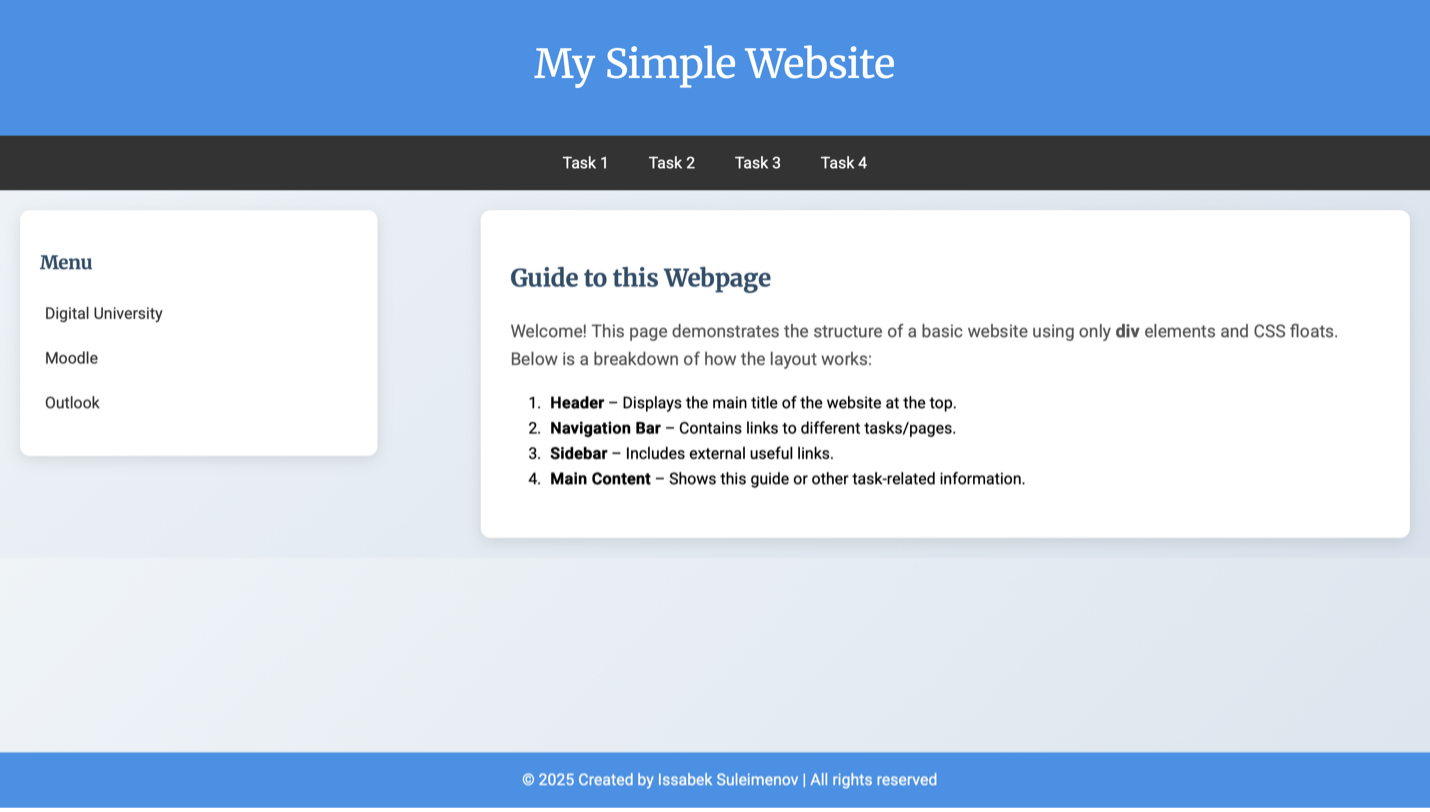 My Simple Website
Task 1 Task 2 Task 3 Task 4
Menu
Digital University
Moodle
Outlook
Guide to this Webpage
Welcome! This page demonstrates the structure of a basic website using only div elements and CSS floats.
Below is a breakdown of how the layout works:
1. Header – Displays the main title of the website at the top.
2. Navigation Bar – Contains links to different tasks/pages.
3. Sidebar – Includes external useful links.
4. Main Content – Shows this guide or other task-related information.
© 2025 Created by Issabek Suleimenov | All rights reserved